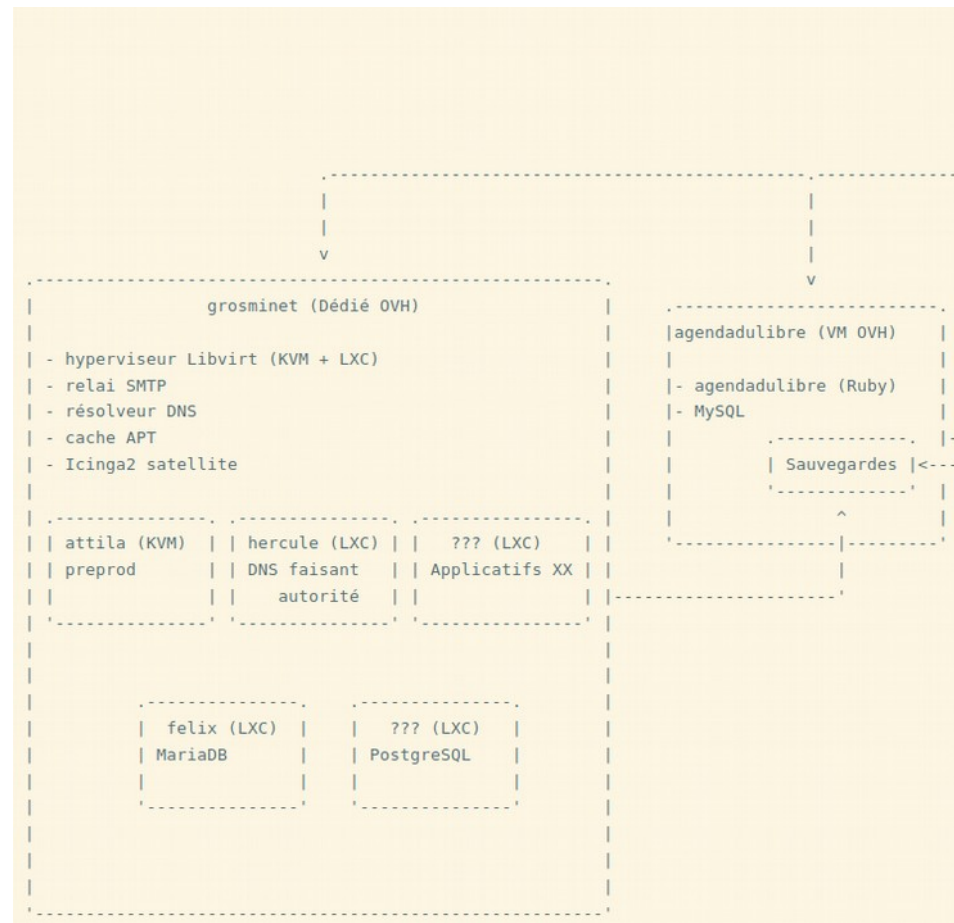 grosminet (Dédié OVH)
- hyperviseur Libvirt (KVM + LXC)
- relai SMTP
- résolveur DNS
- cache APT
- Icinga2 satellite
attila (KVM)
preprod
hercule (LXC)
DNS faisant
autorité
??? (LXC)
Applicatifs XX
felix (LXC)
MariaDB
??? (LXC)
PostgreSQL
agendadulibre (VM OVH)
- agendadulibre (Ruby)
- MySQL
Sauvegardes